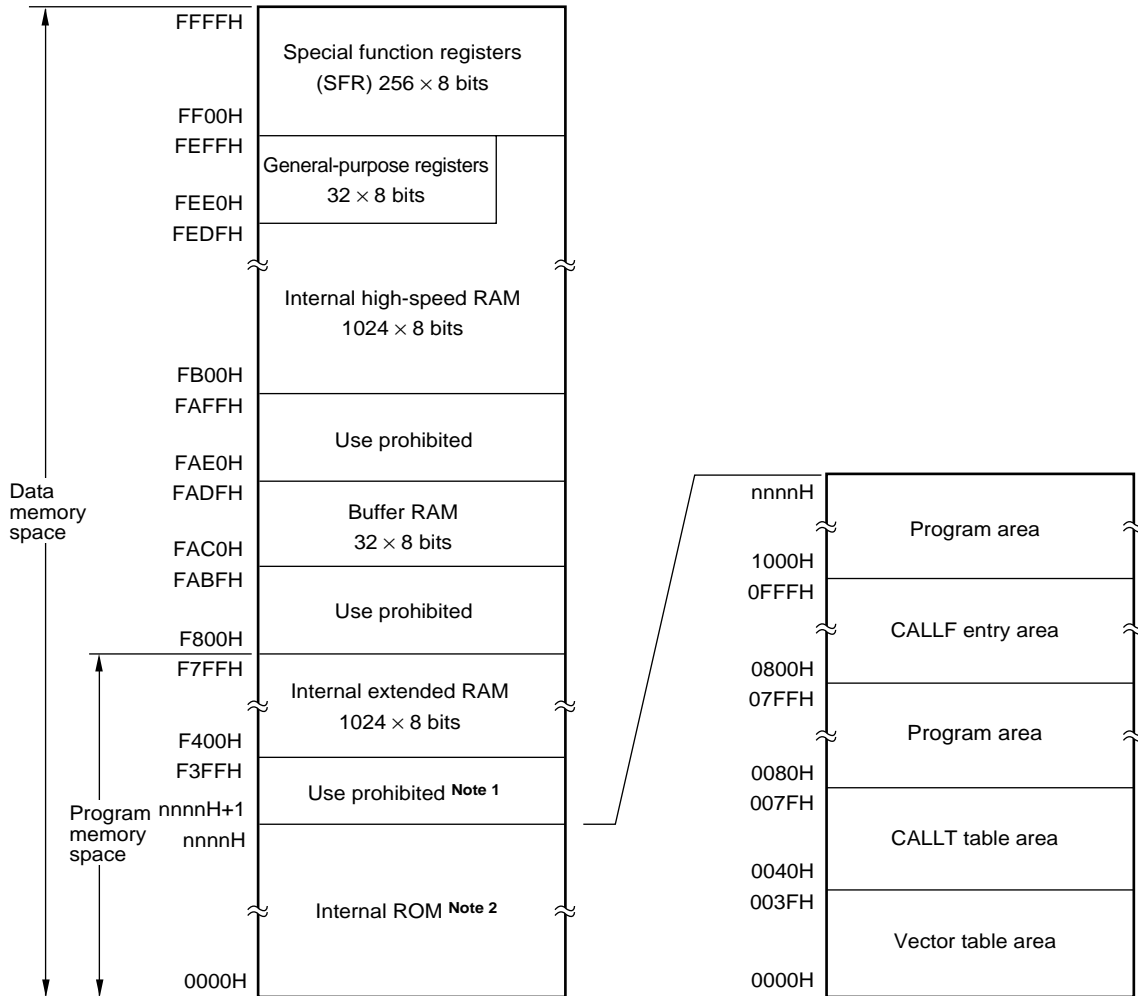 FFFFH
Special function registers
(SFR) 256 × 8 bits
FF00H
FEFFH
General-purpose registers
32 × 8 bits
FEE0H
FEDFH
Internal high-speed RAM
1024 × 8 bits
FB00H
FAFFH
Use prohibited
FAE0H
FADFH
Buffer RAM
32 × 8 bits
FAC0H
FABFH
Use prohibited
F800H
F7FFH
Internal extended RAM
1024 × 8 bits
F400H
F3FFH
Use prohibited Note 1
nnnnH+1
nnnnH
Internal ROM Note 2
0000H
Data
memory
space
Program
memory
space
nnnnH
Program area
1000H
0FFFH
CALLF entry area
0800H
07FFH
Program area
0080H
007FH
CALLT table area
0040H
003FH
Vector table area
0000H